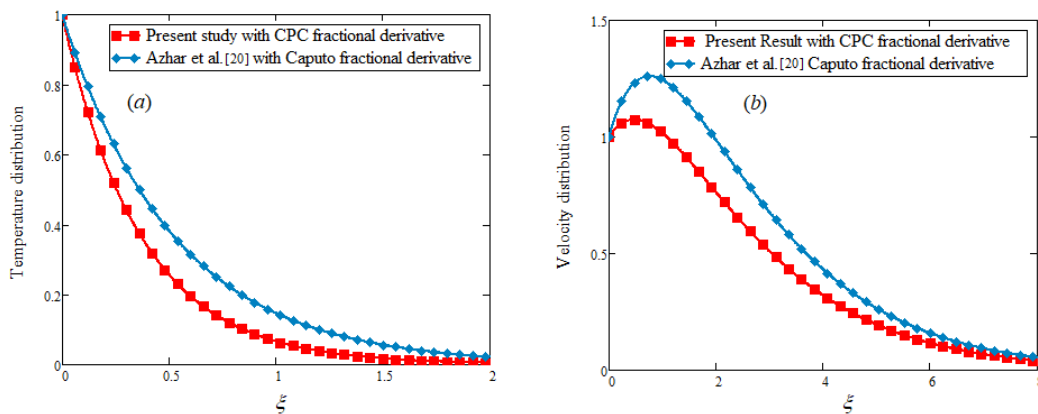 Present study with CPC fractional derivative
Azhar et al.[20] with Caputo fractional derivative
(a)
Temperature distribution
1
0.8
0.6
0.4
0.2
0
0
0.5
1
1.5
2
ξ
Present Result with CPC fractional derivative
Azhar et al.[20] Caputo fractional derivative
(b)
Velocity distribution
1.5
1
0.5
0
0
2
4
6
8
ξ